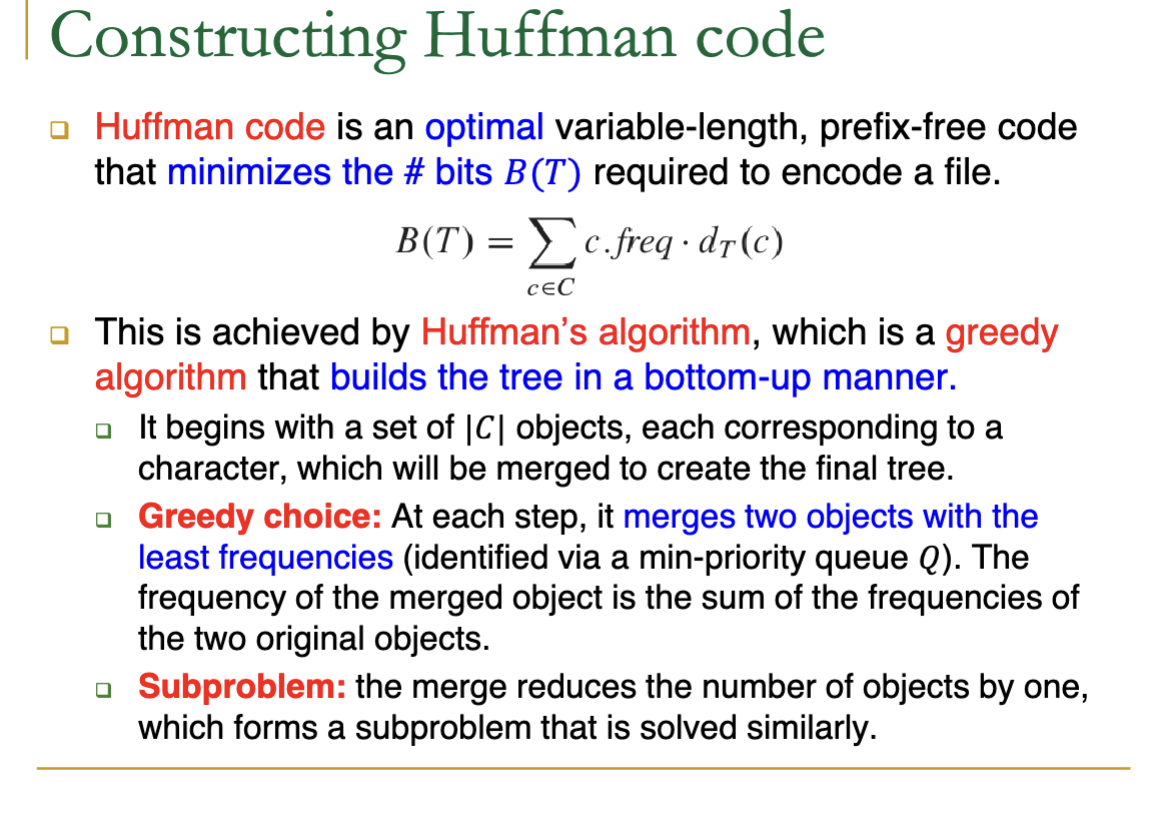 Constructing Huffman code
❑ Huffman code is an optimal variable-length, prefix-free code
that minimizes the # bits B(T) required to encode a file.
B(T) = ∑ c.freq · d_T(c)
c∈C
❑ This is achieved by Huffman’s algorithm, which is a greedy
algorithm that builds the tree in a bottom-up manner.
❑ It begins with a set of |C| objects, each corresponding to a
character, which will be merged to create the final tree.
❑ Greedy choice: At each step, it merges two objects with the
least frequencies (identified via a min-priority queue Q). The
frequency of the merged object is the sum of the frequencies of
the two original objects.
❑ Subproblem: the merge reduces the number of objects by one,
which forms a subproblem that is solved similarly.